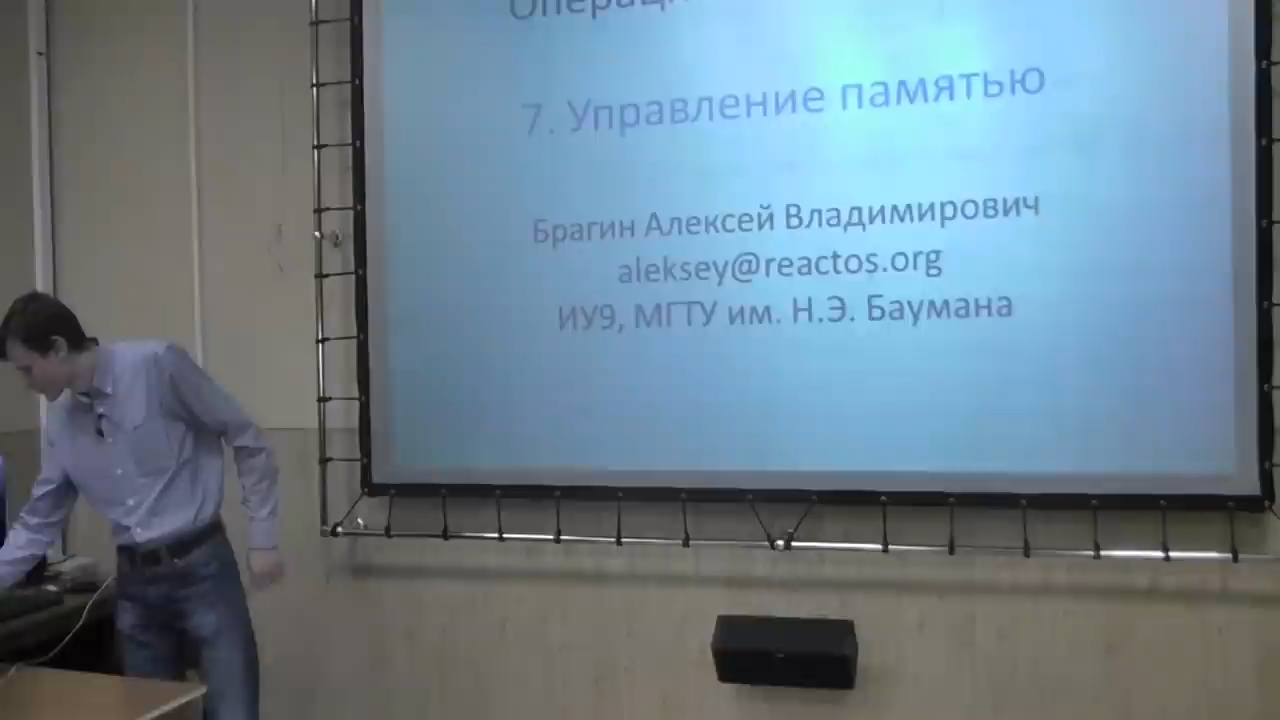 7. Управление памятью
Брагин Алексей Владимирович
aleksey@reactos.org
ИУ9, МГТУ им. Н.Э. Баумана